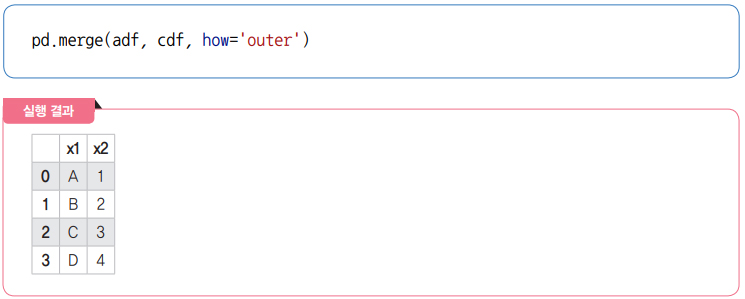 pd.merge(adf, cdf, how='outer')
실행 결과
x1 x2
0 A 1
1 B 2
2 C 3
3 D 4